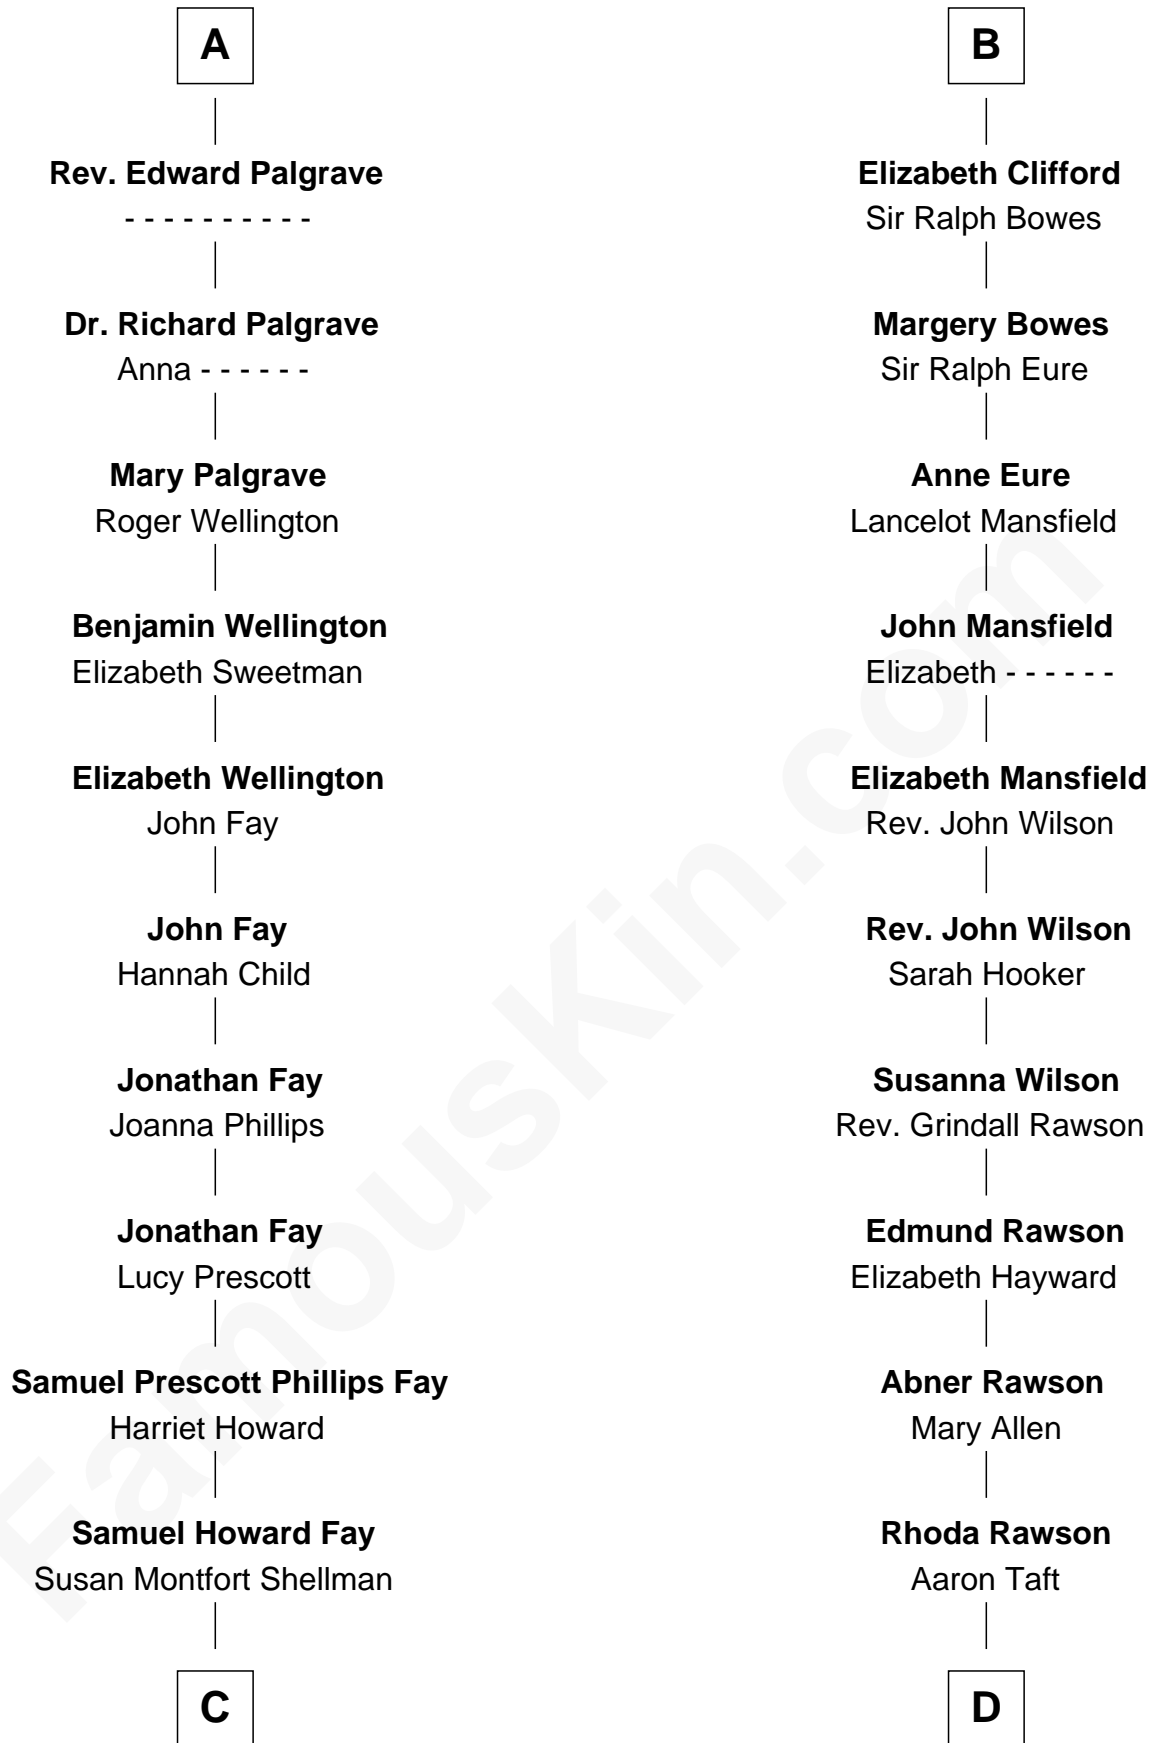 A
Rev. Edward Palgrave
- - - - - - - - - -
Dr. Richard Palgrave
Anna - - - - - -
Mary Palgrave
Roger Wellington
Benjamin Wellington
Elizabeth Sweetman
Elizabeth Wellington
John Fay
John Fay
Hannah Child
Jonathan Fay
Joanna Phillips
Jonathan Fay
Lucy Prescott
Samuel Prescott Phillips Fay
Harriet Howard
Samuel Howard Fay
Susan Montfort Shellman
C
B
Elizabeth Clifford
Sir Ralph Bowes
Margery Bowes
Sir Ralph Eure
Anne Eure
Lancelot Mansfield
John Mansfield
Elizabeth - - - - - -
Elizabeth Mansfield
Rev. John Wilson
Rev. John Wilson
Sarah Hooker
Susanna Wilson
Rev. Grindall Rawson
Edmund Rawson
Elizabeth Hayward
Abner Rawson
Mary Allen
Rhoda Rawson
Aaron Taft
D
FamousKin.com